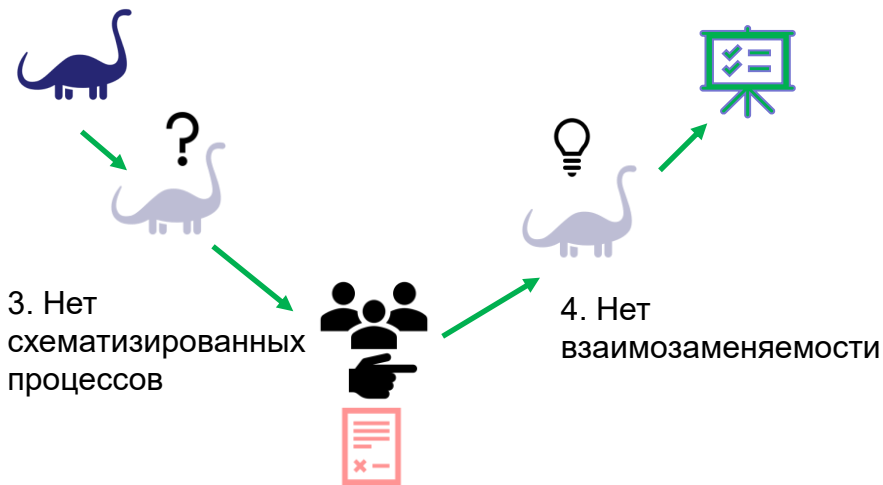 ?
3. Нет
схематизированных
процессов
4. Нет
взаимозаменяемости